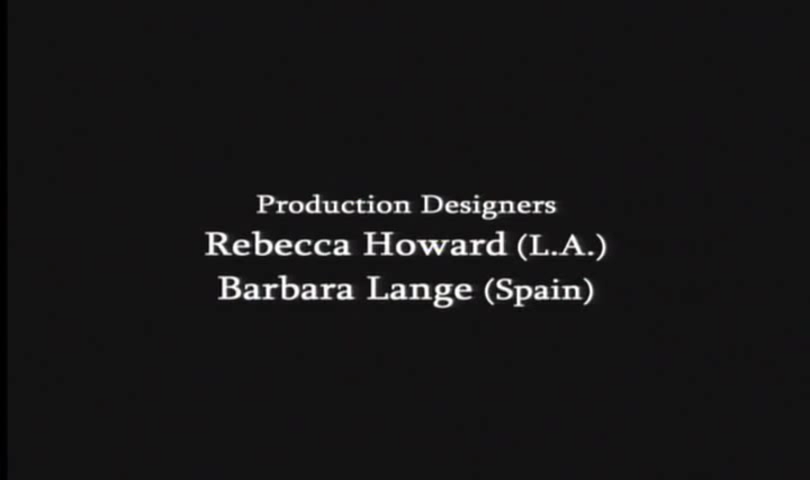 Production Designers
Rebecca Howard (L.A.)
Barbara Lange (Spain)